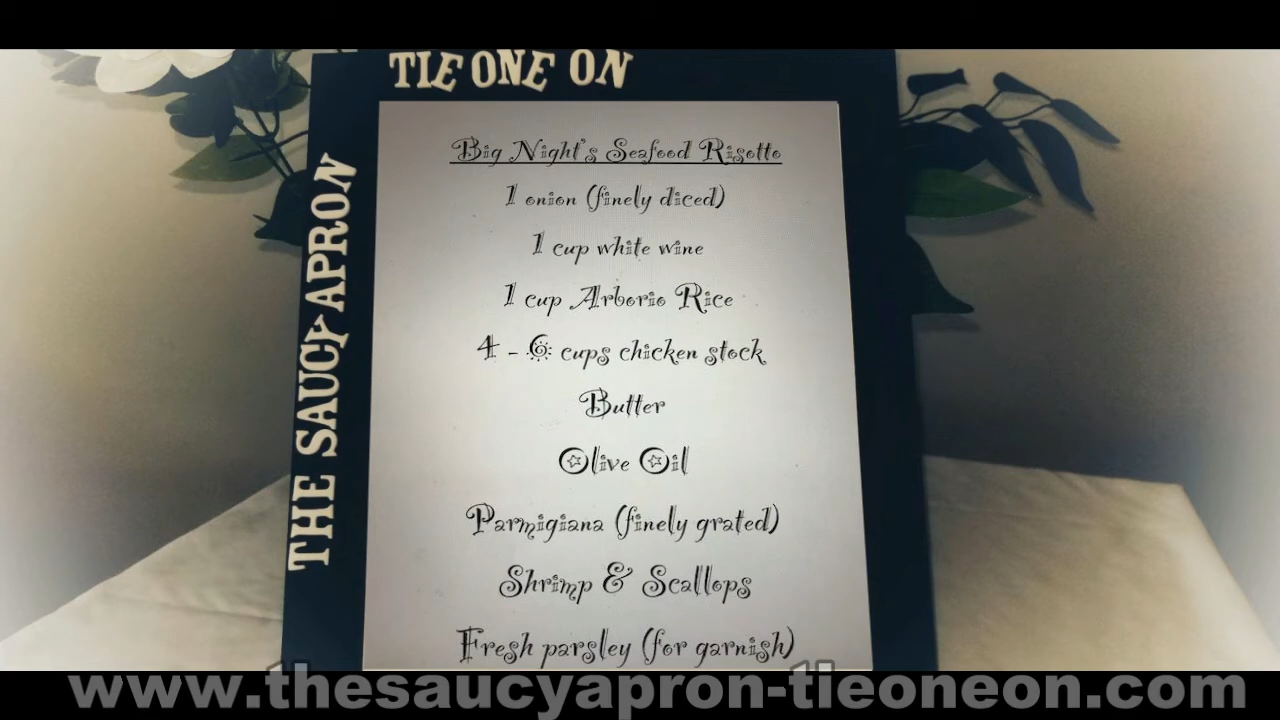 TIE ONE ON
THE SAUCY APRON
Big Night's Seafood Risotto
1 onion (finely diced)
1 cup white wine
1 cup Arborio Rice
4 - 6 cups chicken stock
Butter
Olive Oil
Parmigiana (finely grated)
Shrimp & Scallops
Fresh parsley (for garnish)
www.thesaucyapron-tieoneon.com